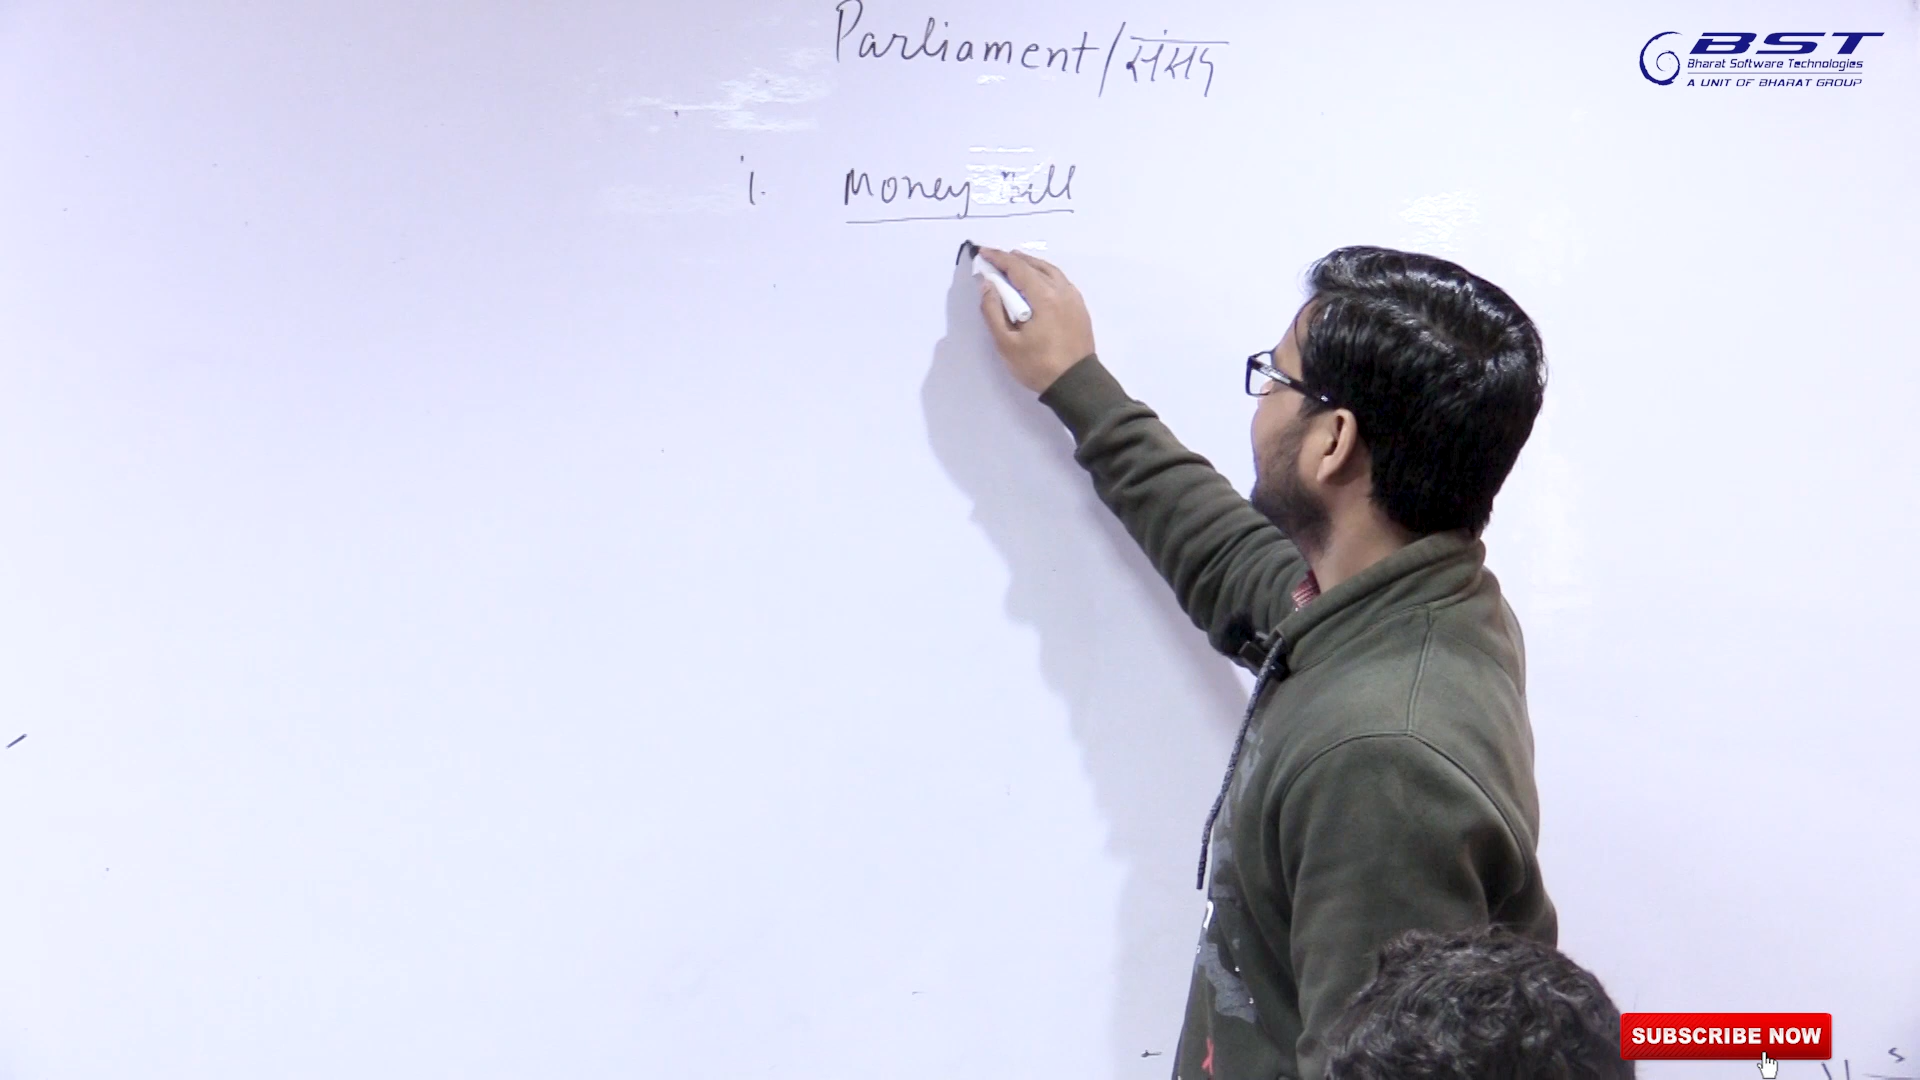 Parliament/संसद
BST
Bharat Software Technologies
A UNIT OF BHARAT GROUP
1. Money Bill
SUBSCRIBE NOW